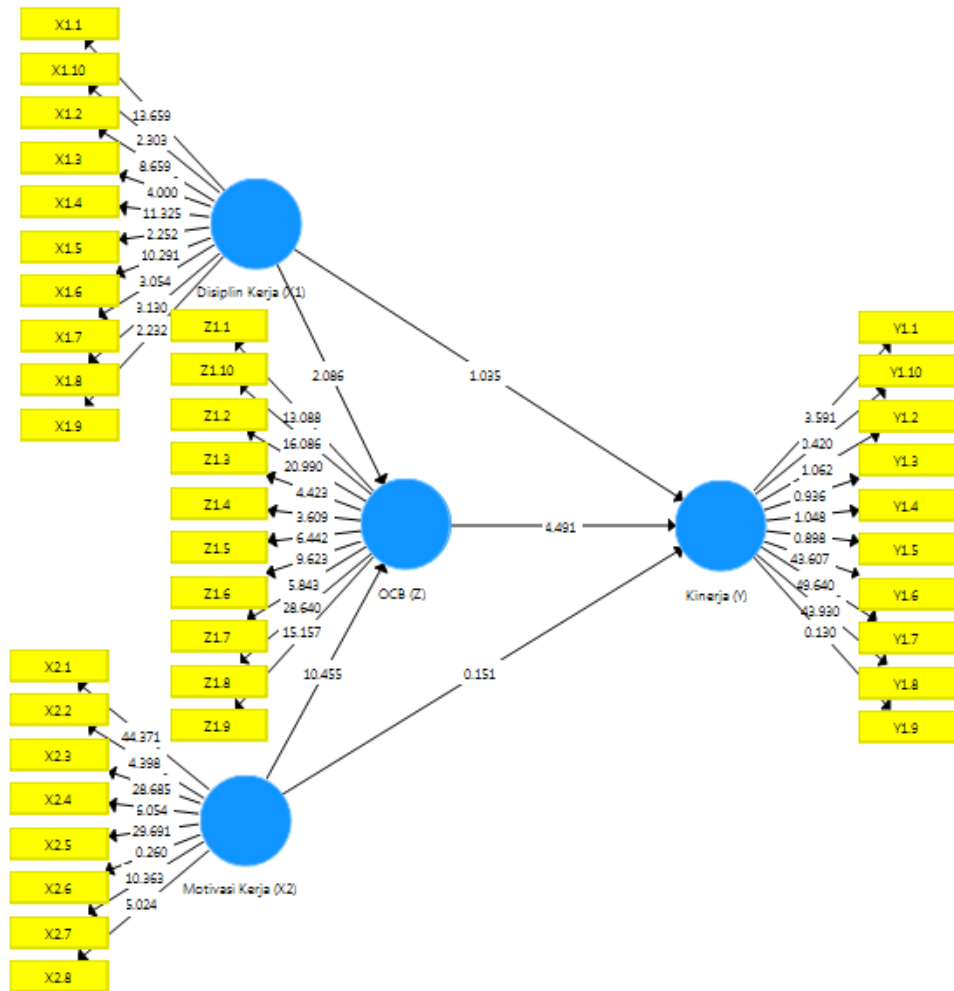 X1.1
X1.10
X1.2
X1.3
X1.4
X1.5
X1.6
X1.7
X1.8
X1.9
13.659
2.303
8.659
4.000
11.325
2.252
10.291
3.054
3.130
2.232
Disiplin Kerja (X1)
Z1.1
Z1.10
Z1.2
Z1.3
Z1.4
Z1.5
Z1.6
Z1.7
Z1.8
Z1.9
13.088
16.086
20.990
4.423
3.609
6.442
9.623
5.843
28.640
15.157
OCB (Z)
2.086
1.035
4.491
10.455
0.151
X2.1
X2.2
X2.3
X2.4
X2.5
X2.6
X2.7
X2.8
44.371
4.398
28.685
6.054
29.691
0.260
10.363
5.024
Motivasi Kerja (X2)
Kinerja (Y)
3.591
0.420
1.062
0.936
1.048
0.898
43.607
49.640
43.930
0.130
Y1.1
Y1.10
Y1.2
Y1.3
Y1.4
Y1.5
Y1.6
Y1.7
Y1.8
Y1.9